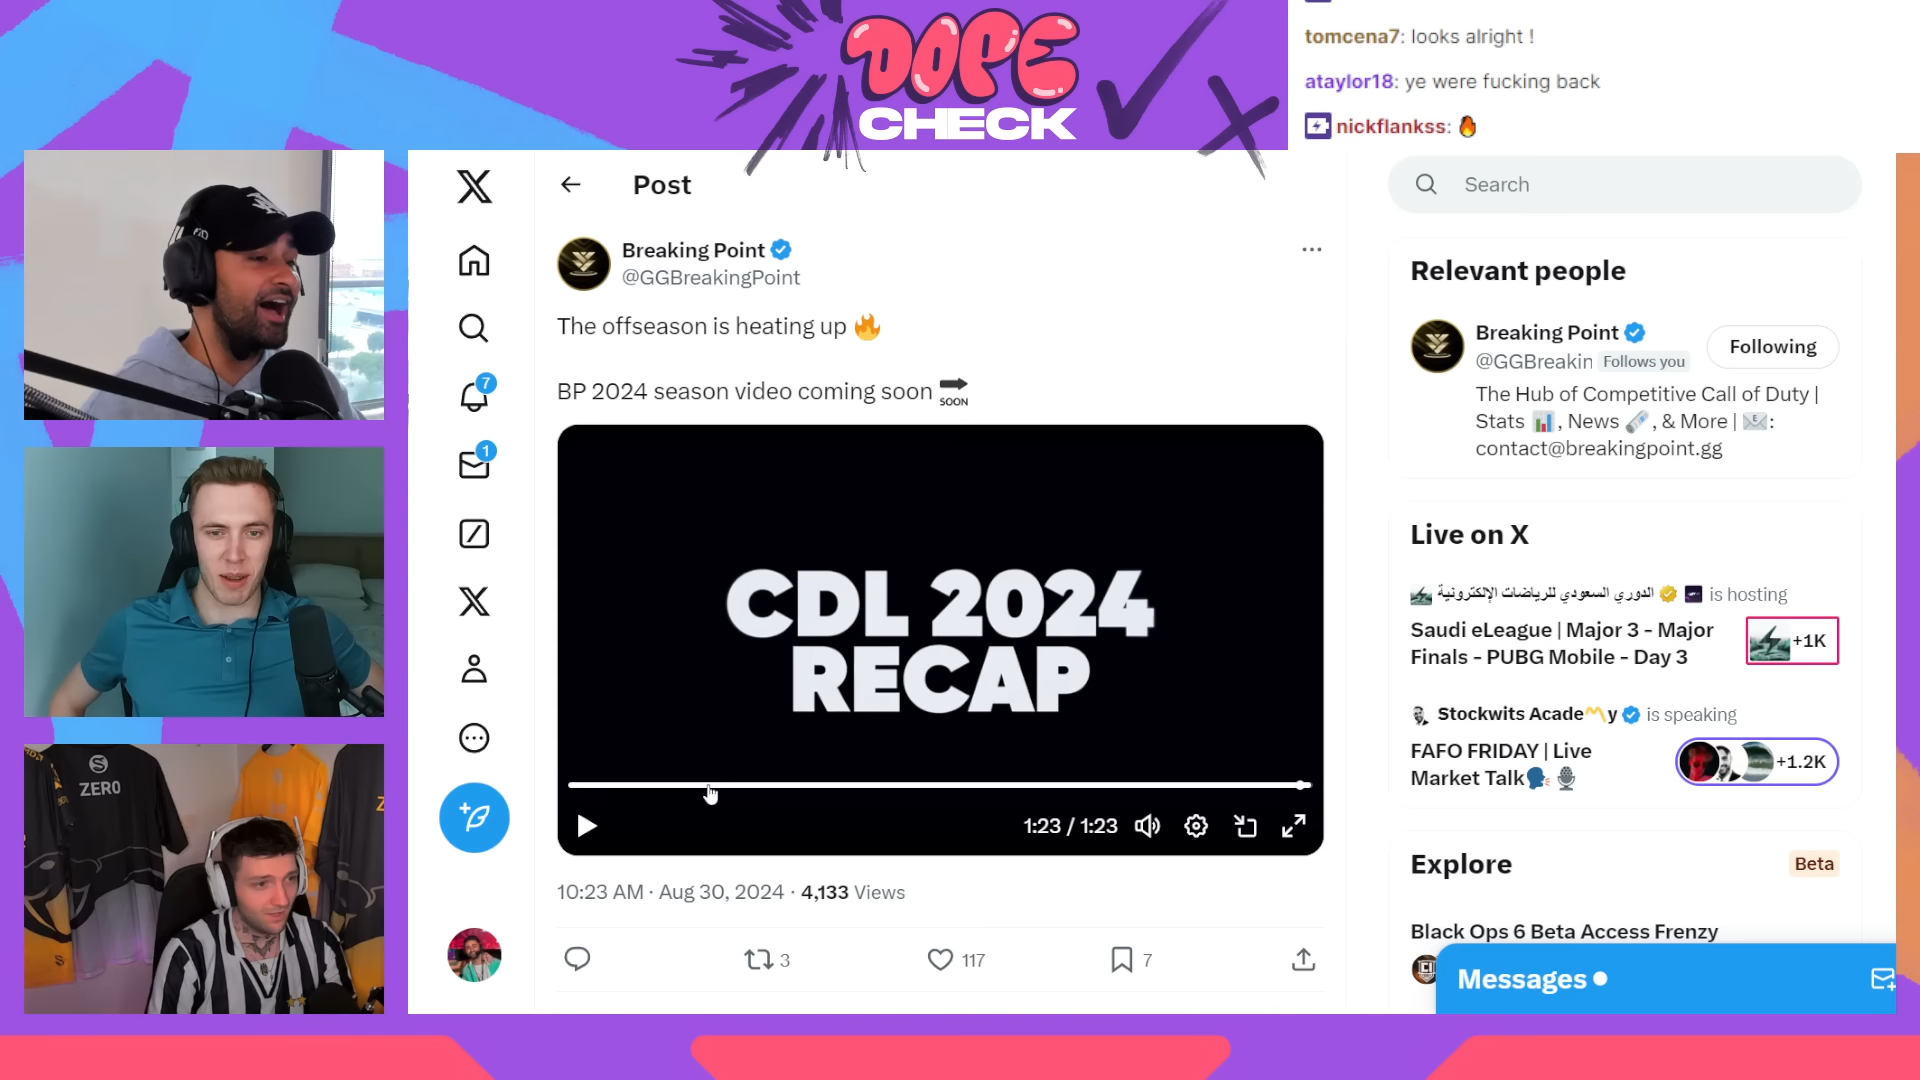 DOPE
CHECK
tomcena7: looks alright !
ataylor18: ye were fucking back
nickflankss: 🔥
Post
Search
Breaking Point
@GGBreakingPoint
The offseason is heating up 🔥
BP 2024 season video coming soon 🔜
CDL 2024
RECAP
1:23 / 1:23
10:23 AM · Aug 30, 2024 · 4,133 Views
3
117
7
7
1
Relevant people
Breaking Point
Following
@GGBreakin Follows you
The Hub of Competitive Call of Duty |
Stats 📊, News 🗞️, & More | 📧:
contact@breakingpoint.gg
Live on X
الدوري السعودي للرياضات الإلكترونية is hosting
Saudi eLeague | Major 3 - Major
Finals - PUBG Mobile - Day 3
+1K
Stockwits Acade〽️y is speaking
FAFO FRIDAY | Live
Market Talk🗣️🎙️
+1.2K
Explore
Beta
Black Ops 6 Beta Access Frenzy
Messages
ZERO